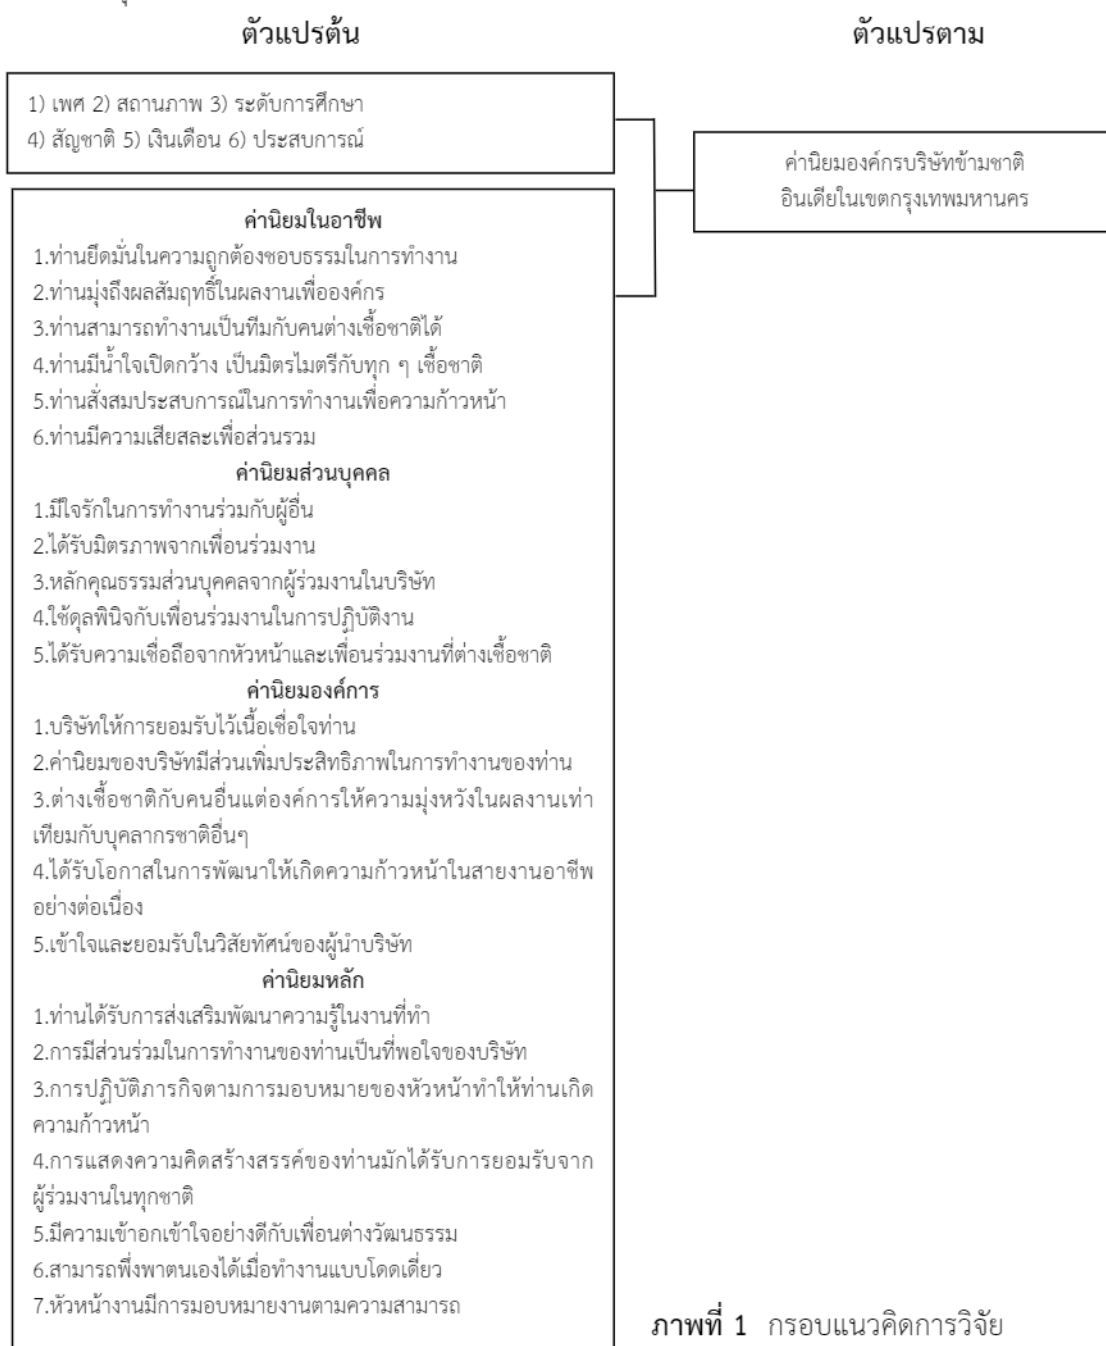 ตัวแปรต้น
ตัวแปรตาม
1) เพศ 2) สถานภาพ 3) ระดับการศึกษา
4) สัญชาติ 5) เงินเดือน 6) ประสบการณ์
ค่านิยมองค์กรบริษัทข้ามชาติ
อินเดียในเขตกรุงเทพมหานคร
ค่านิยมในอาชีพ
1.ท่านยึดมั่นในความถูกต้องชอบธรรมในการทำงาน
2.ท่านมุ่งถึงผลสัมฤทธิ์ในผลงานเพื่อองค์กร
3.ท่านสามารถทำงานเป็นทีมกับคนต่างเชื้อชาติได้
4.ท่านมีน้ำใจเปิดกว้าง เป็นมิตรไมตรีกับทุก ๆ เชื้อชาติ
5.ท่านสั่งสมประสบการณ์ในการทำงานเพื่อความก้าวหน้า
6.ท่านมีความเสียสละเพื่อส่วนรวม
ค่านิยมส่วนบุคคล
1.มีใจรักในการทำงานร่วมกับผู้อื่น
2.ได้รับมิตรภาพจากเพื่อนร่วมงาน
3.หลักคุณธรรมส่วนบุคคลจากผู้ร่วมงานในบริษัท
4.ใช้ดุลพินิจกับเพื่อนร่วมงานในการปฏิบัติงาน
5.ได้รับความเชื่อถือจากหัวหน้าและเพื่อนร่วมงานที่ต่างเชื้อชาติ
ค่านิยมองค์การ
1.บริษัทให้การยอมรับไว้เนื้อเชื่อใจท่าน
2.ค่านิยมของบริษัทมีส่วนเพิ่มประสิทธิภาพในการทำงานของท่าน
3.ต่างเชื้อชาติกับคนอื่นแต่องค์การให้ความมุ่งหวังในผลงานเท่า
เทียมกับบุคลากรชาติอื่นๆ
4.ได้รับโอกาสในการพัฒนาให้เกิดความก้าวหน้าในสายงานอาชีพ
อย่างต่อเนื่อง
5.เข้าใจและยอมรับในวิสัยทัศน์ของผู้นำบริษัท
ค่านิยมหลัก
1.ท่านได้รับการส่งเสริมพัฒนาความรู้ในงานที่ทำ
2.การมีส่วนร่วมในการทำงานของท่านเป็นที่พอใจของบริษัท
3.การปฏิบัติภารกิจตามการมอบหมายของหัวหน้าทำให้ท่านเกิด
ความก้าวหน้า
4.การแสดงความคิดสร้างสรรค์ของท่านมักได้รับการยอมรับจาก
ผู้ร่วมงานในทุกชาติ
5.มีความเข้าอกเข้าใจอย่างดีกับเพื่อนต่างวัฒนธรรม
6.สามารถพึ่งพาตนเองได้เมื่อทำงานแบบโดดเดี่ยว
7.หัวหน้างานมีการมอบหมายงานตามความสามารถ
ภาพที่ 1 กรอบแนวคิดการวิจัย